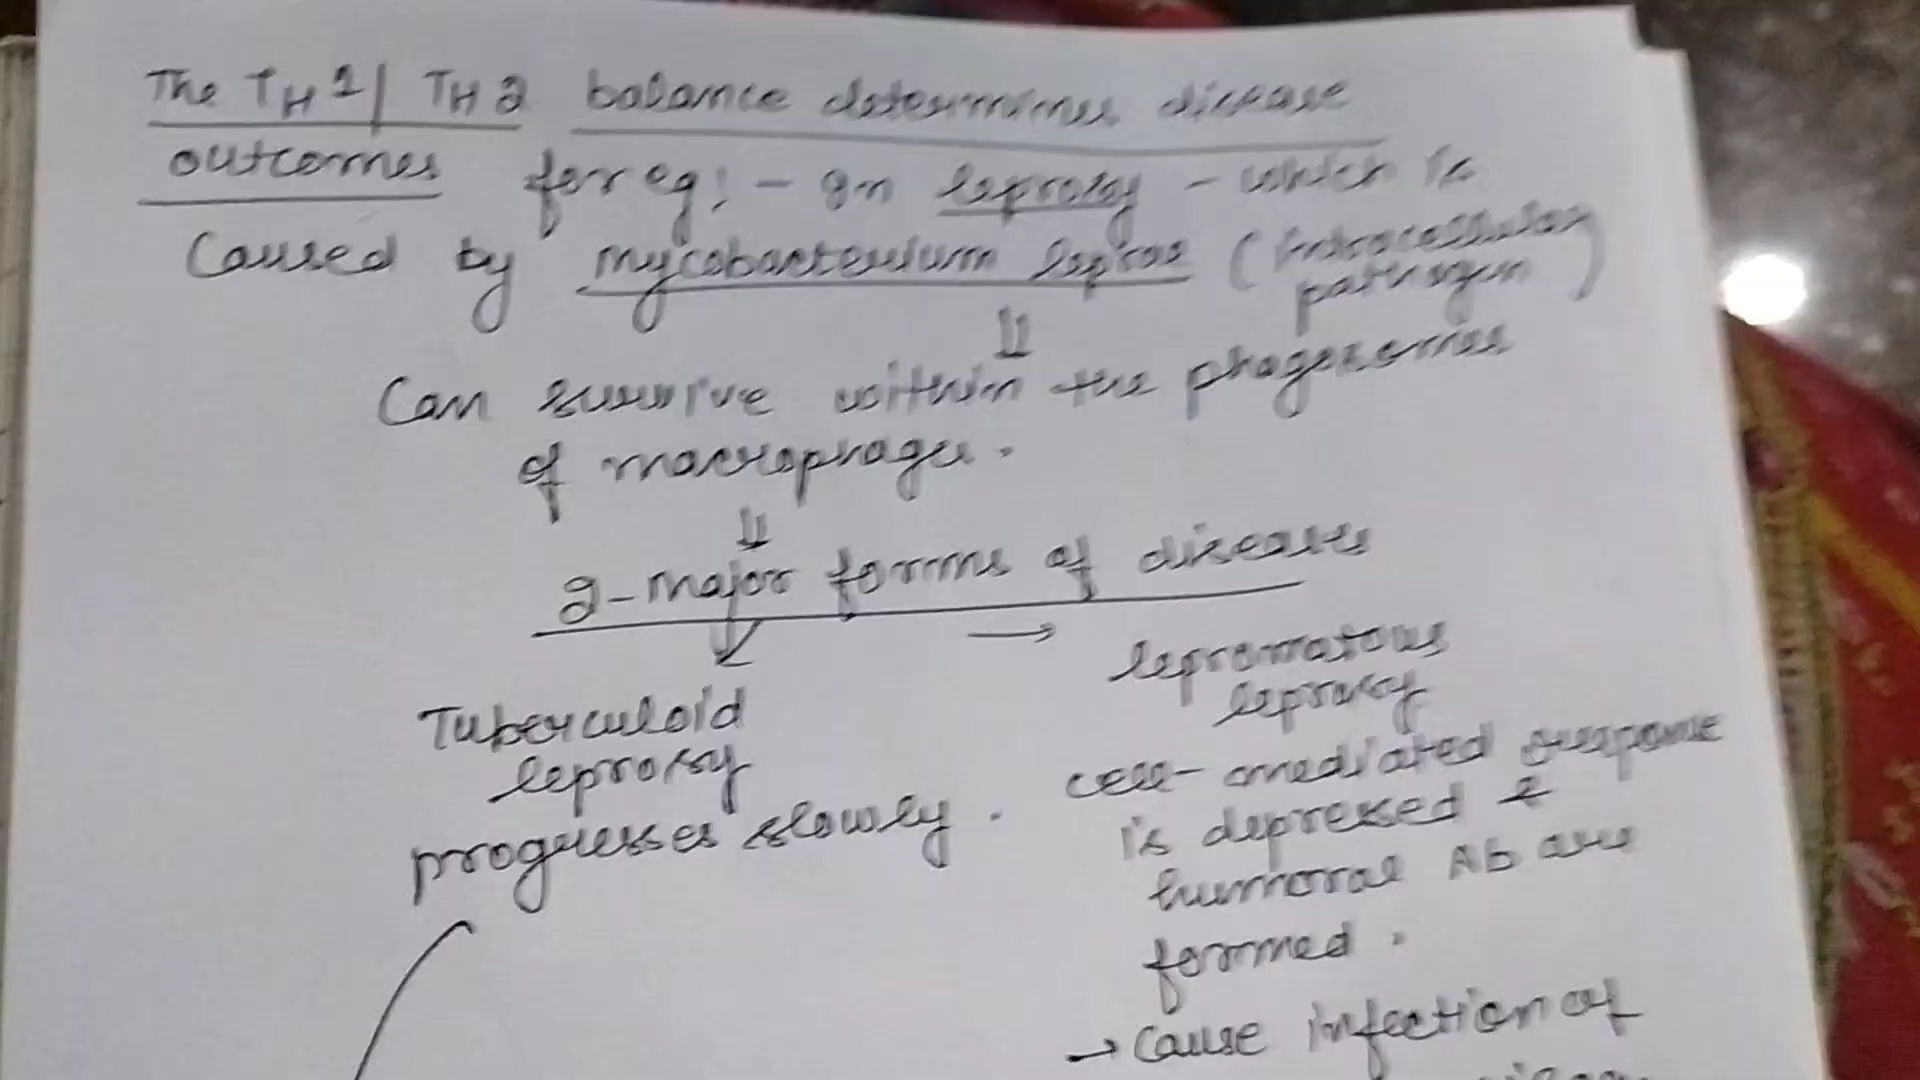 The TH1/ TH2 balance determines disease
outcomes for eg:- In leprosy - which is
Caused by Mycobacterium leprae (intracellular
pathogen)
⇓
Can survive within the phagosomes
of macrophages.
⇓
2-Major forms of diseases
↙ →
Tuberculoid
leprosy
progresses slowly.
lepromatous
leprosy
cell-mediated response
is depressed &
humoral Ab are
formed.
→ Cause infection of